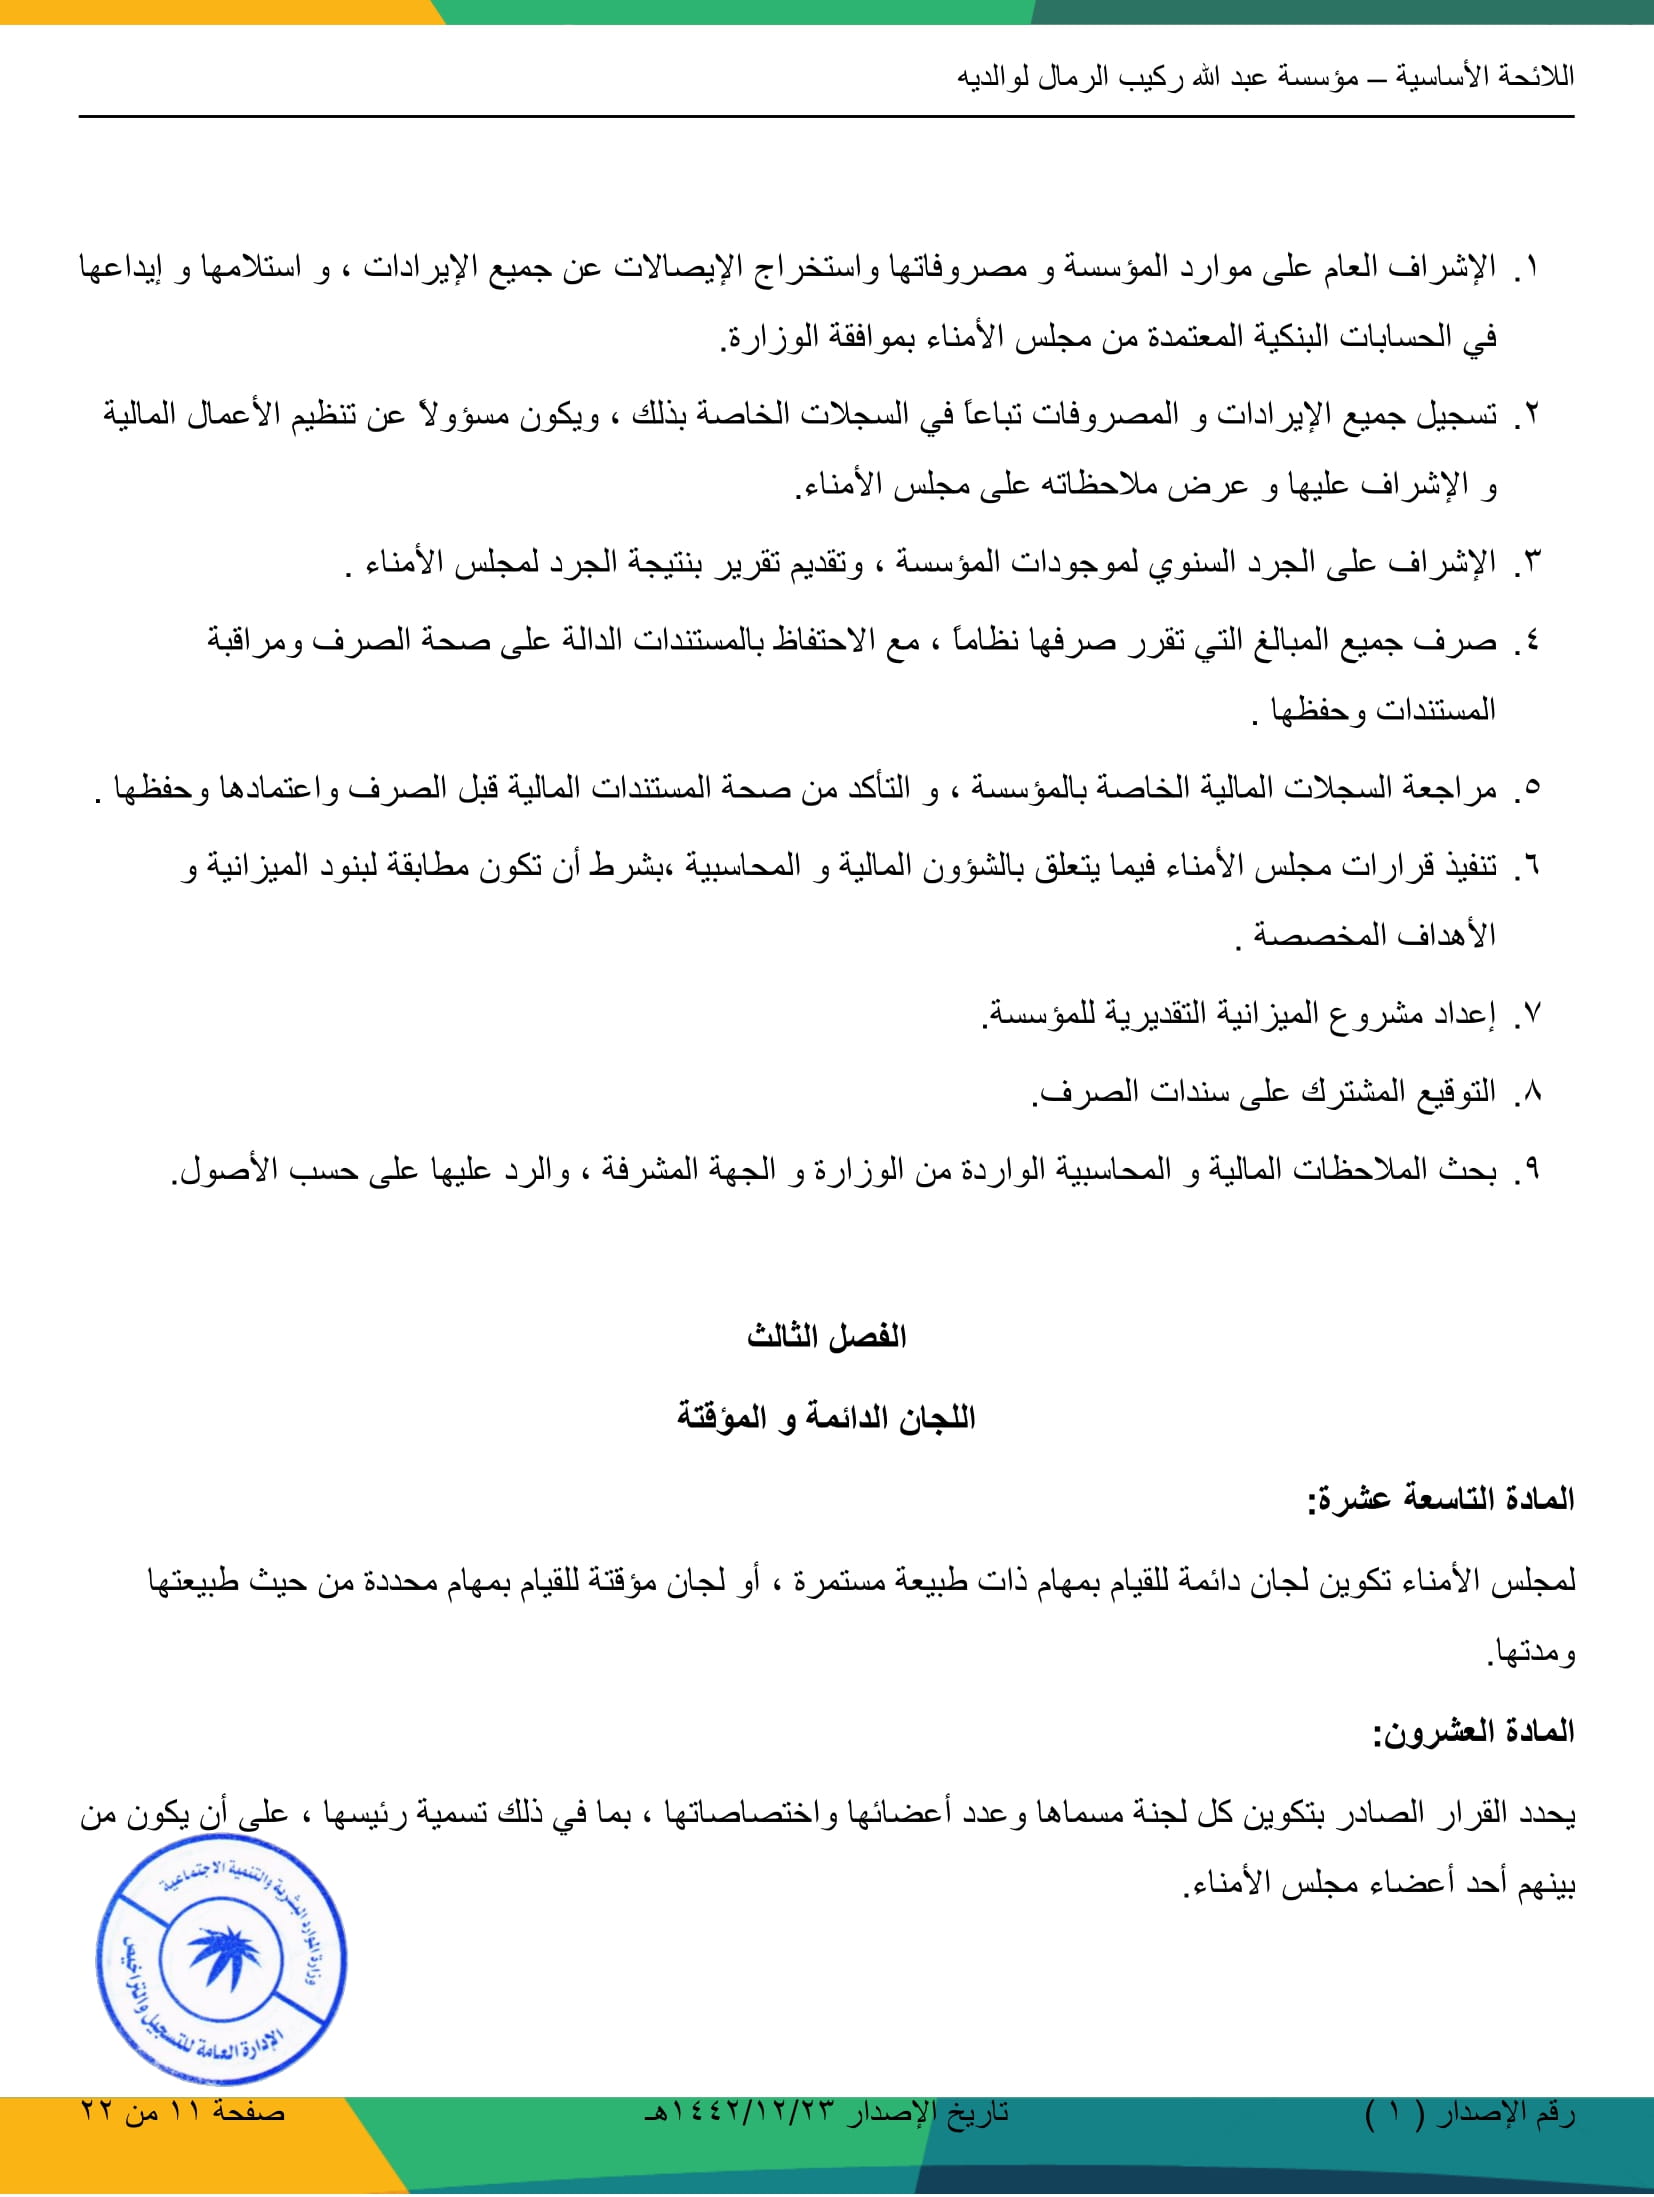 اللائحة الأساسية – مؤسسة عبد الله ركيب الرمال لوالديه
١. الإشراف العام على موارد المؤسسة و مصروفاتها واستخراج الإيصالات عن جميع الإيرادات ، و استلامها و إيداعها
في الحسابات البنكية المعتمدة من مجلس الأمناء بموافقة الوزارة.
٢. تسجيل جميع الإيرادات و المصروفات تباعاً في السجلات الخاصة بذلك ، ويكون مسؤولاً عن تنظيم الأعمال المالية
و الإشراف عليها و عرض ملاحظاته على مجلس الأمناء.
٣. الإشراف على الجرد السنوي لموجودات المؤسسة ، وتقديم تقرير بنتيجة الجرد لمجلس الأمناء .
٤. صرف جميع المبالغ التي تقرر صرفها نظاماً ، مع الاحتفاظ بالمستندات الدالة على صحة الصرف ومراقبة
المستندات وحفظها .
٥. مراجعة السجلات المالية الخاصة بالمؤسسة ، و التأكد من صحة المستندات المالية قبل الصرف واعتمادها وحفظها .
٦. تنفيذ قرارات مجلس الأمناء فيما يتعلق بالشؤون المالية و المحاسبية ،بشرط أن تكون مطابقة لبنود الميزانية و
الأهداف المخصصة .
٧. إعداد مشروع الميزانية التقديرية للمؤسسة.
٨. التوقيع المشترك على سندات الصرف.
٩. بحث الملاحظات المالية و المحاسبية الواردة من الوزارة و الجهة المشرفة ، والرد عليها على حسب الأصول.
الفصل الثالث
اللجان الدائمة و المؤقتة
المادة التاسعة عشرة:
لمجلس الأمناء تكوين لجان دائمة للقيام بمهام ذات طبيعة مستمرة ، أو لجان مؤقتة للقيام بمهام محددة من حيث طبيعتها
ومدتها.
المادة العشرون:
يحدد القرار الصادر بتكوين كل لجنة مسماها وعدد أعضائها واختصاصاتها ، بما في ذلك تسمية رئيسها ، على أن يكون من
بينهم أحد أعضاء مجلس الأمناء.
وزارة الموارد البشرية والتنمية الاجتماعية
الإدارة العامة للتسجيل والتراخيص
رقم الإصدار ( ١ ) تاريخ الإصدار ١٤٤٢/١٢/٢٣هـ صفحة ١١ من ٢٢